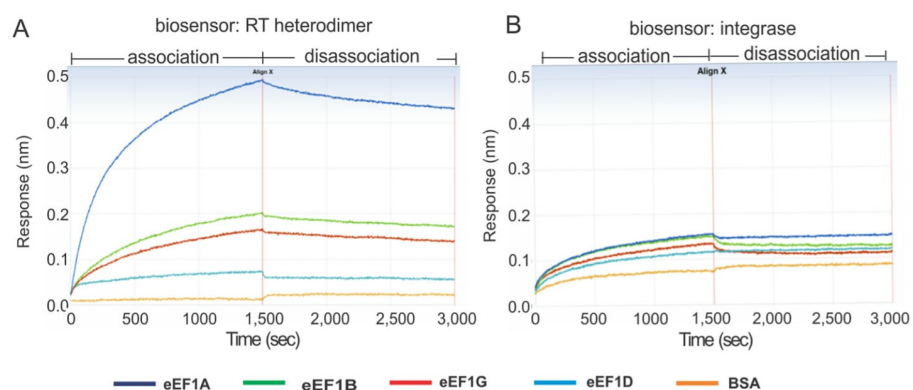 A
biosensor: RT heterodimer
association
disassociation
Align X
Response (nm)
0.5
0.4
0.3
0.2
0.1
0.0
0
500
1000
1,500
2,000
2,500
3,000
Time (sec)
B
biosensor: integrase
association
disassociation
Align X
Response (nm)
0.5
0.4
0.3
0.2
0.1
0.0
0
500
1000
1,500
2,000
2,500
3,000
Time (sec)
eEF1A
eEF1B
eEF1G
eEF1D
BSA